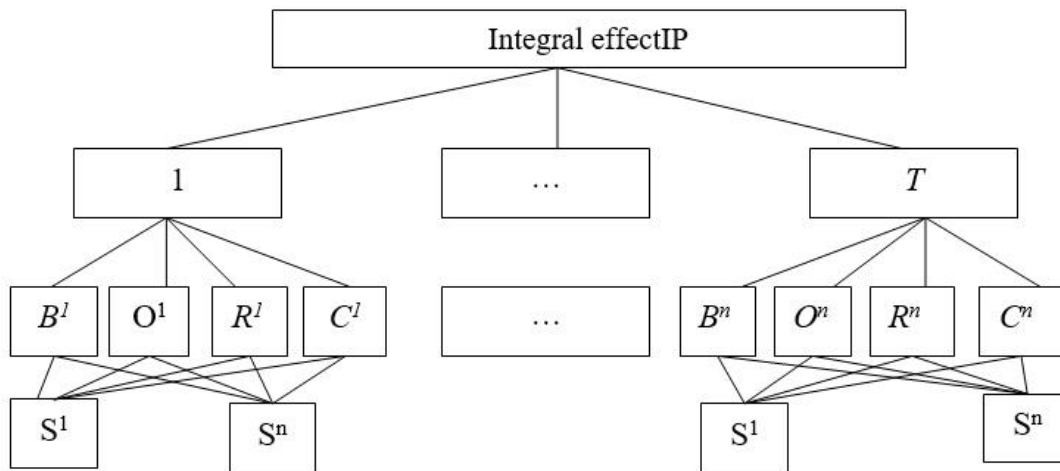 Integral effectIP
1 … T
B¹ O¹ R¹ C¹ … Bⁿ Oⁿ Rⁿ Cⁿ
S¹ Sⁿ S¹ Sⁿ